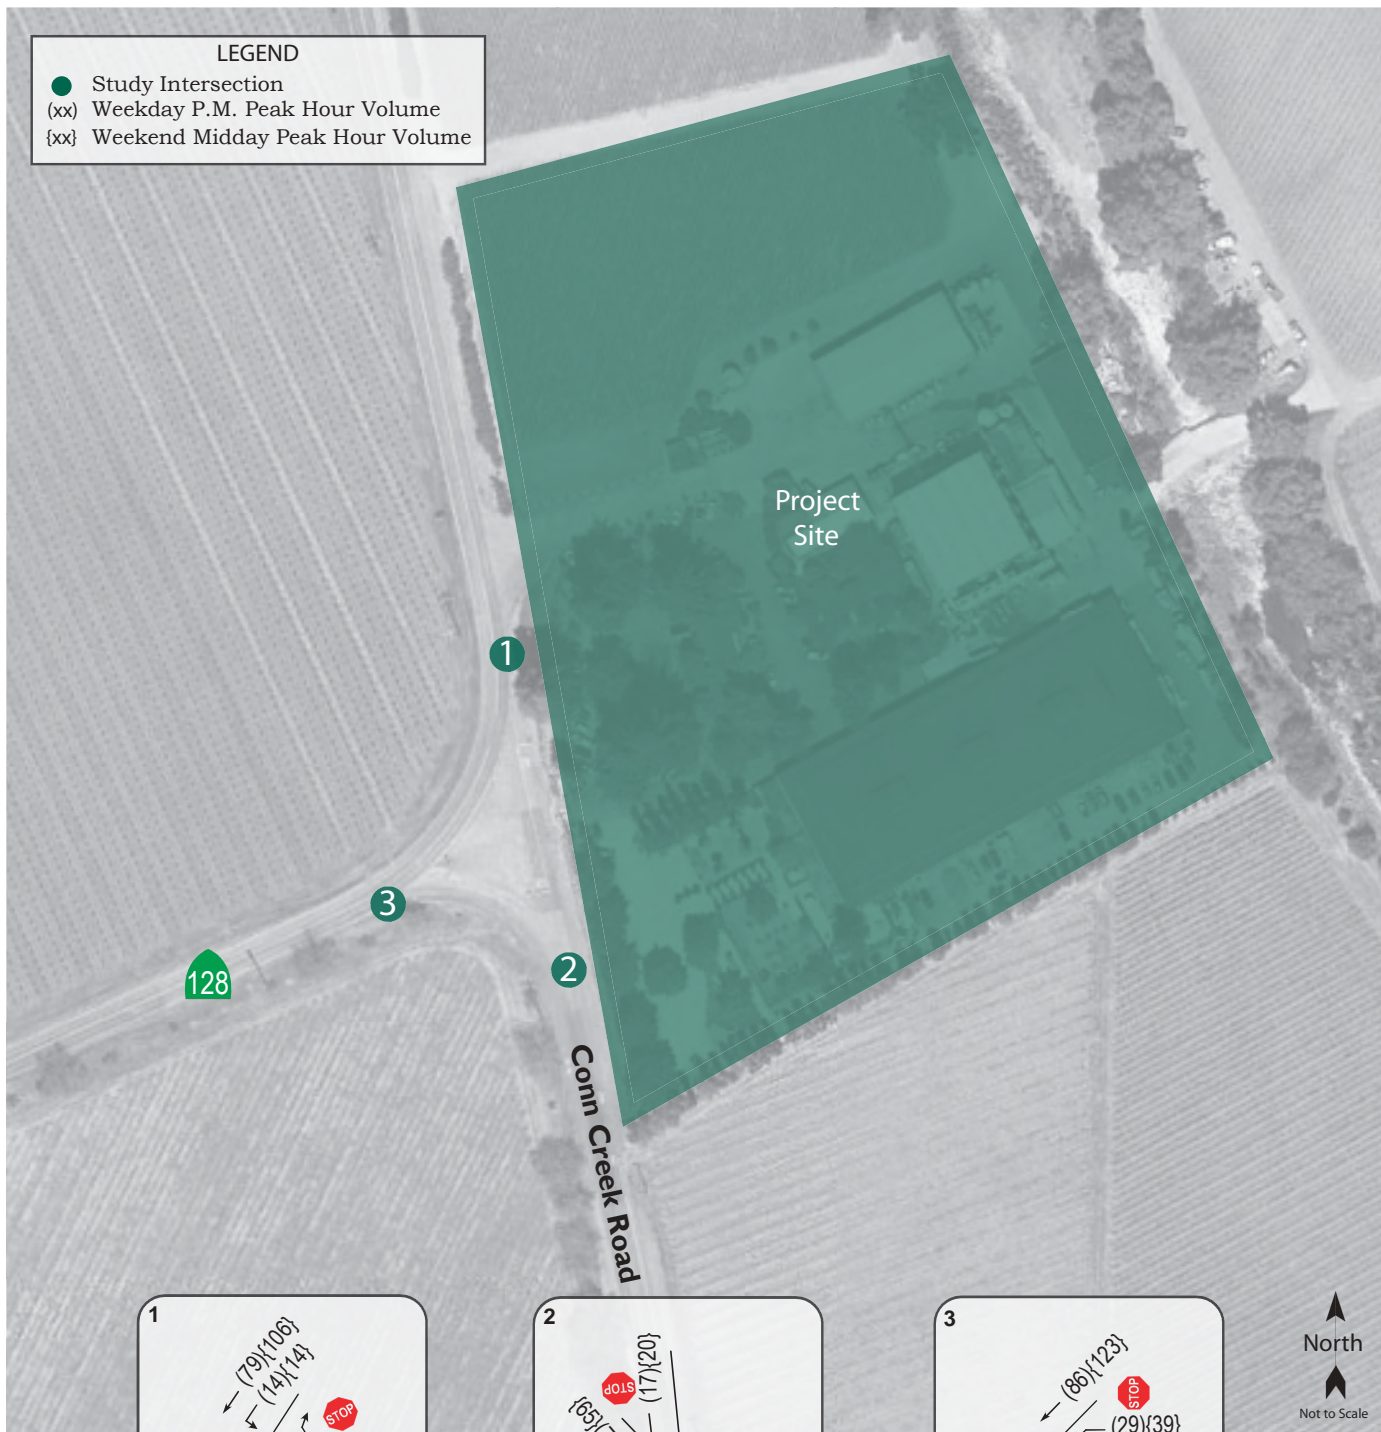 LEGEND
Study Intersection
(xx) Weekday P.M. Peak Hour Volume
{xx} Weekend Midday Peak Hour Volume
Project
Site
1
3
2
128
Conn Creek Road
1
(79){106}
(14){14}
STOP
2
(17){20}
STOP
{65}
3
(86){123}
STOP
(29){39}
North
Not to Scale